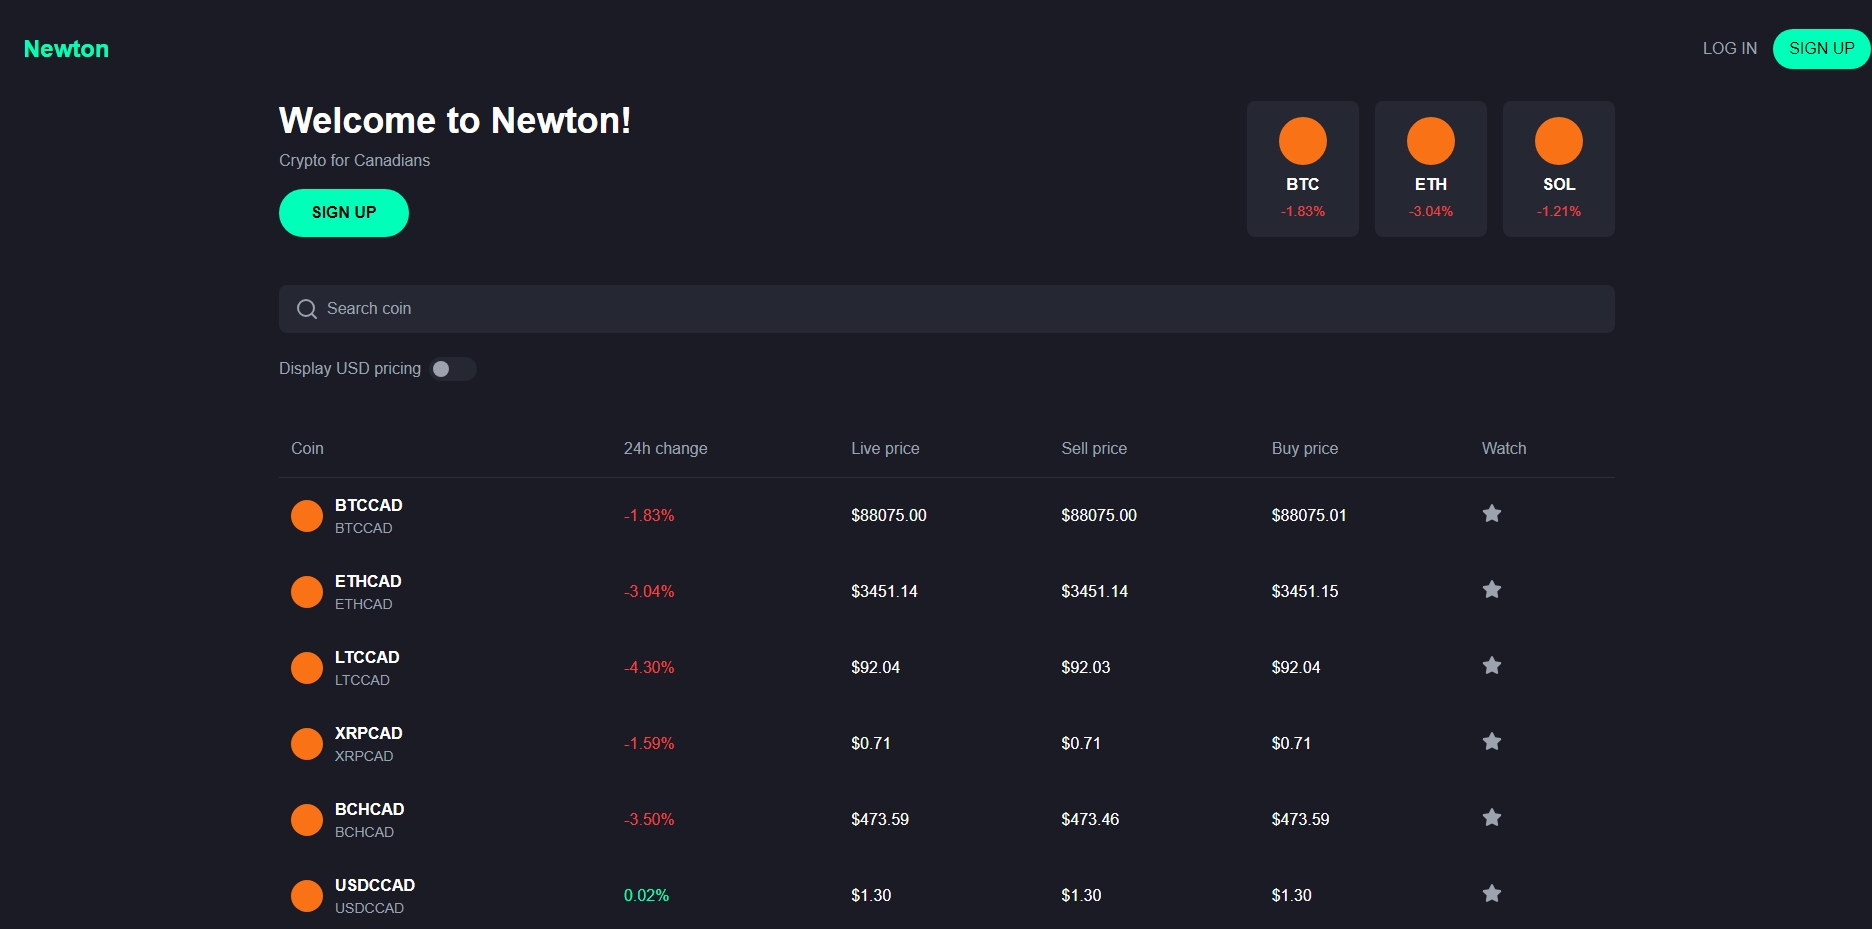 Newton
LOG IN SIGN UP
Welcome to Newton!
Crypto for Canadians
SIGN UP
BTC
-1.83%
ETH
-3.04%
SOL
-1.21%
Search coin
Display USD pricing
Coin 24h change Live price Sell price Buy price Watch
BTCCAD
BTCCAD
-1.83% $88075.00 $88075.00 $88075.01
ETHCAD
ETHCAD
-3.04% $3451.14 $3451.14 $3451.15
LTCCAD
LTCCAD
-4.30% $92.04 $92.03 $92.04
XRPCAD
XRPCAD
-1.59% $0.71 $0.71 $0.71
BCHCAD
BCHCAD
-3.50% $473.59 $473.46 $473.59
USDCCAD
USDCCAD
0.02% $1.30 $1.30 $1.30